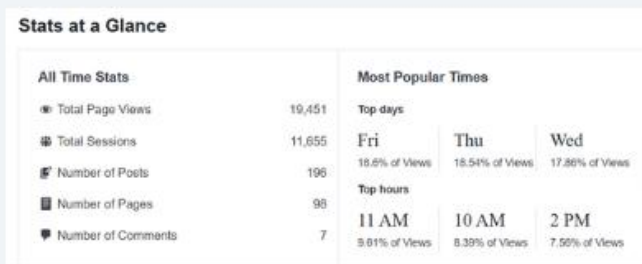 Stats at a Glance
All Time Stats
Total Page Views 19,451
Total Sessions 11,655
Number of Posts 196
Number of Pages 98
Number of Comments 7
Most Popular Times
Top days
Fri Thu Wed
18.6% of Views 18.54% of Views 17.86% of Views
Top hours
11 AM 10 AM 2 PM
9.61% of Views 8.39% of Views 7.56% of Views